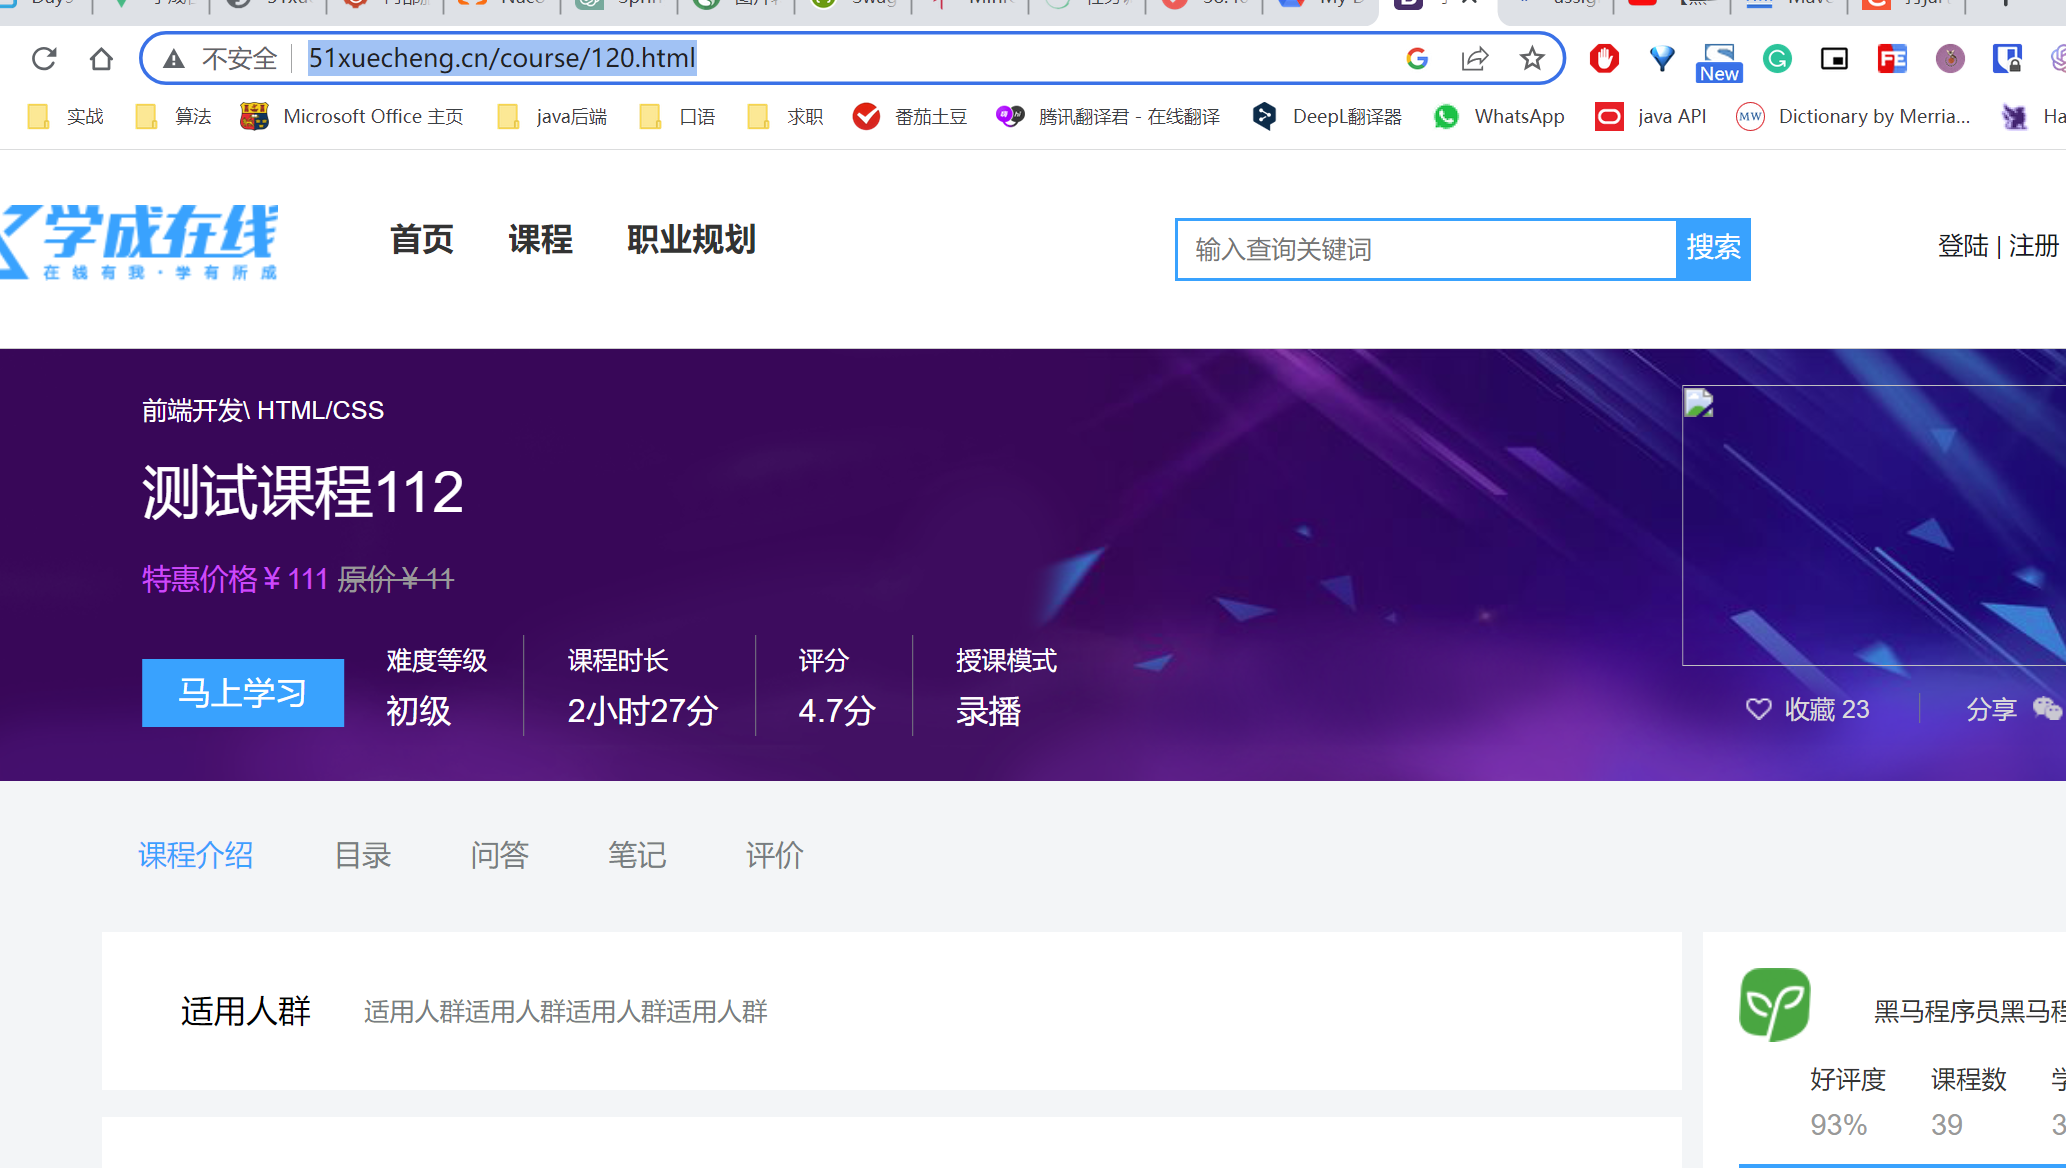 不安全 51xuecheng.cn/course/120.html
New
实战 算法 Microsoft Office 主页 java后端 口语 求职 番茄土豆 腾讯翻译君 - 在线翻译 DeepL翻译器 WhatsApp java API Dictionary by Merria...
学成在线
在线有我·学有所成
首页 课程 职业规划 输入查询关键词 搜索 登陆 | 注册
前端开发\ HTML/CSS
测试课程112
特惠价格￥111 原价￥11
难度等级 课程时长 评分 授课模式
马上学习 初级 2小时27分 4.7分 录播
收藏 23 分享
课程介绍 目录 问答 笔记 评价
适用人群 适用人群适用人群适用人群适用人群
黑马程序员黑马程
好评度 课程数
93% 39